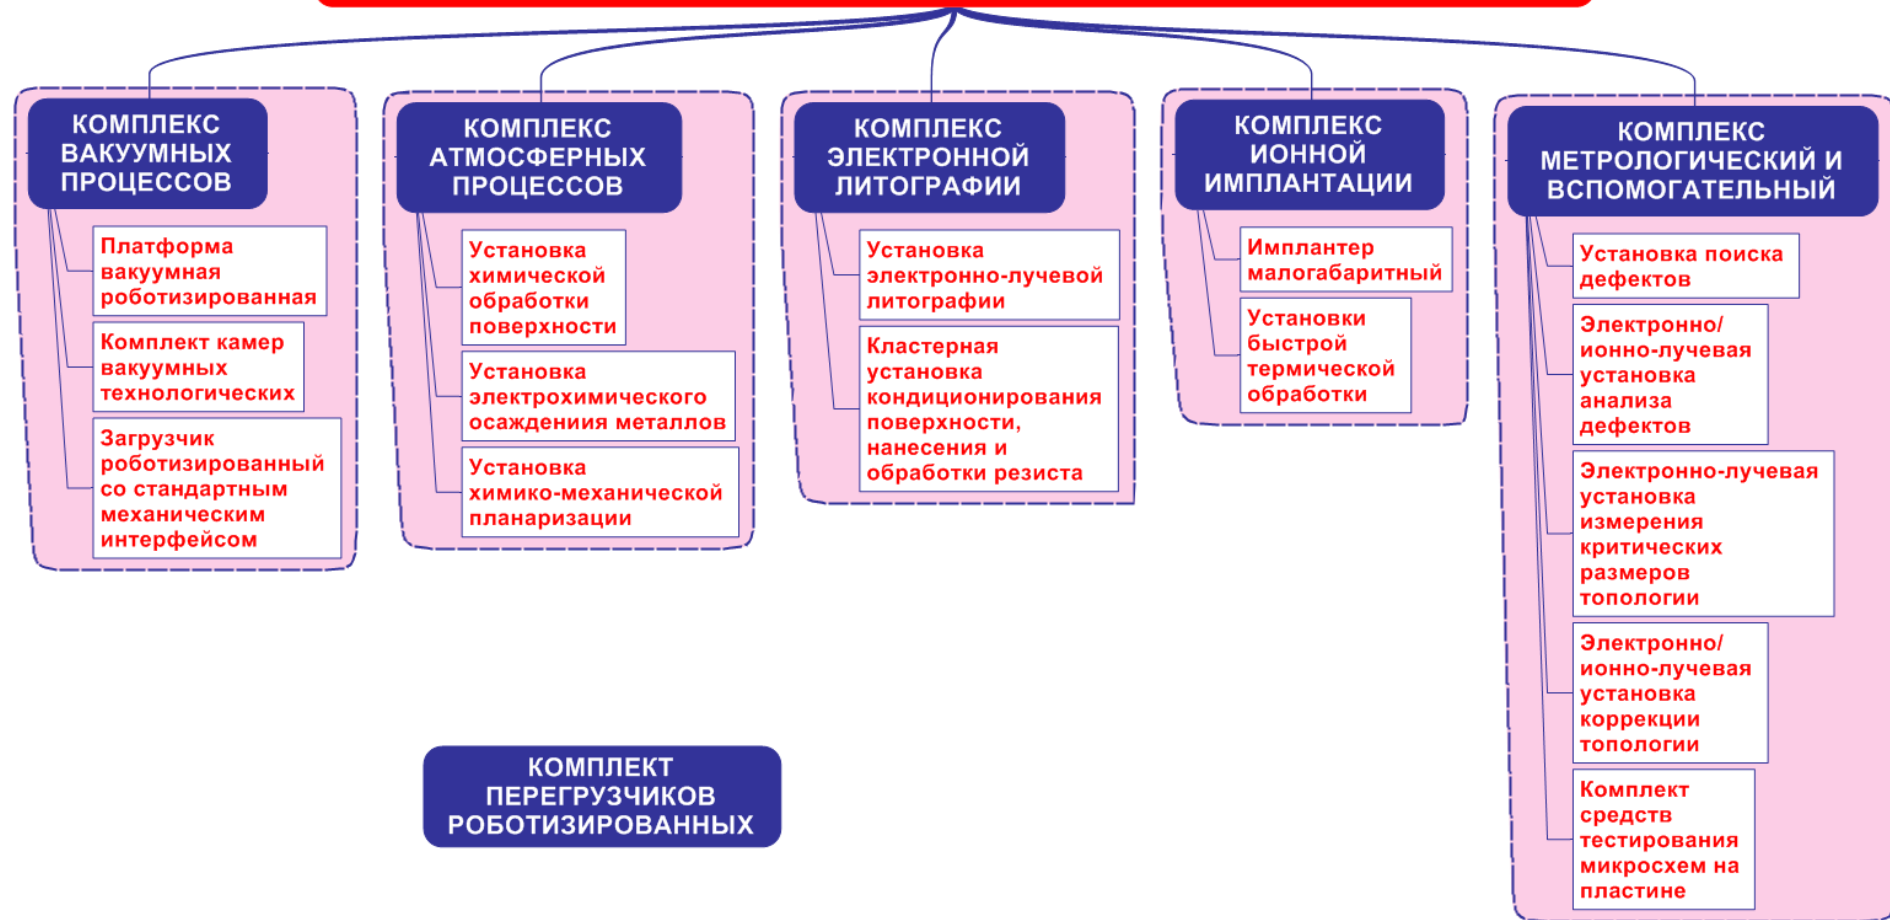 КОМПЛЕКС
ВАКУУМНЫХ
ПРОЦЕССОВ
Платформа
вакуумная
роботизированная
Комплект камер
вакуумных
технологических
Загрузчик
роботизированный
со стандартным
механическим
интерфейсом
КОМПЛЕКС
АТМОСФЕРНЫХ
ПРОЦЕССОВ
Установка
химической
обработки
поверхности
Установка
электрохимического
осаждениия металлов
Установка
химико-механической
планаризации
КОМПЛЕКС
ЭЛЕКТРОННОЙ
ЛИТОГРАФИИ
Установка
электронно-лучевой
литографии
Кластерная
установка
кондиционирования
поверхности,
нанесения и
обработки резиста
КОМПЛЕКС
ИОННОЙ
ИМПЛАНТАЦИИ
Имплантер
малогабаритный
Установки
быстрой
термической
обработки
КОМПЛЕКС
МЕТРОЛОГИЧЕСКИЙ И
ВСПОМОГАТЕЛЬНЫЙ
Установка поиска
дефектов
Электронно/
ионно-лучевая
установка
анализа
дефектов
Электронно-лучевая
установка
измерения
критических
размеров
топологии
Электронно/
ионно-лучевая
установка
коррекции
топологии
Комплект
средств
тестирования
микросхем на
пластине
КОМПЛЕКТ
ПЕРЕГРУЗЧИКОВ
РОБОТИЗИРОВАННЫХ